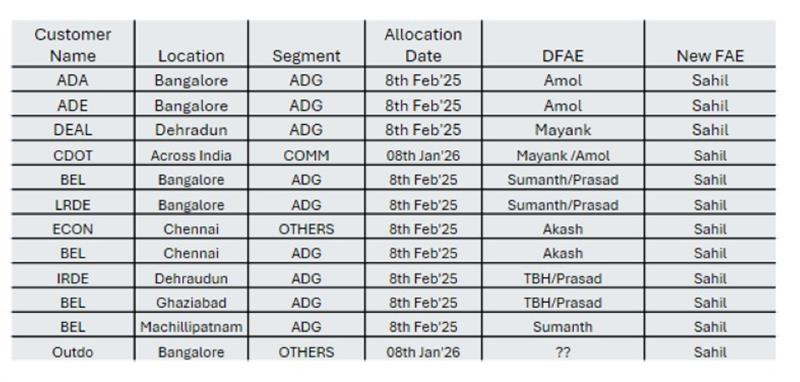 Customer Name Location Segment Allocation Date DFAE New FAE
ADA Bangalore ADG 8th Feb'25 Amol Sahil
ADE Bangalore ADG 8th Feb'25 Amol Sahil
DEAL Dehradun ADG 8th Feb'25 Mayank Sahil
CDOT Across India COMM 08th Jan'26 Mayank /Amol Sahil
BEL Bangalore ADG 8th Feb'25 Sumanth/Prasad Sahil
LRDE Bangalore ADG 8th Feb'25 Sumanth/Prasad Sahil
ECON Chennai OTHERS 8th Feb'25 Akash Sahil
BEL Chennai ADG 8th Feb'25 Akash Sahil
IRDE Dehraudun ADG 8th Feb'25 TBH/Prasad Sahil
BEL Ghaziabad ADG 8th Feb'25 TBH/Prasad Sahil
BEL Machillipatnam ADG 8th Feb'25 Sumanth Sahil
Outdo Bangalore OTHERS 08th Jan'26 ?? Sahil